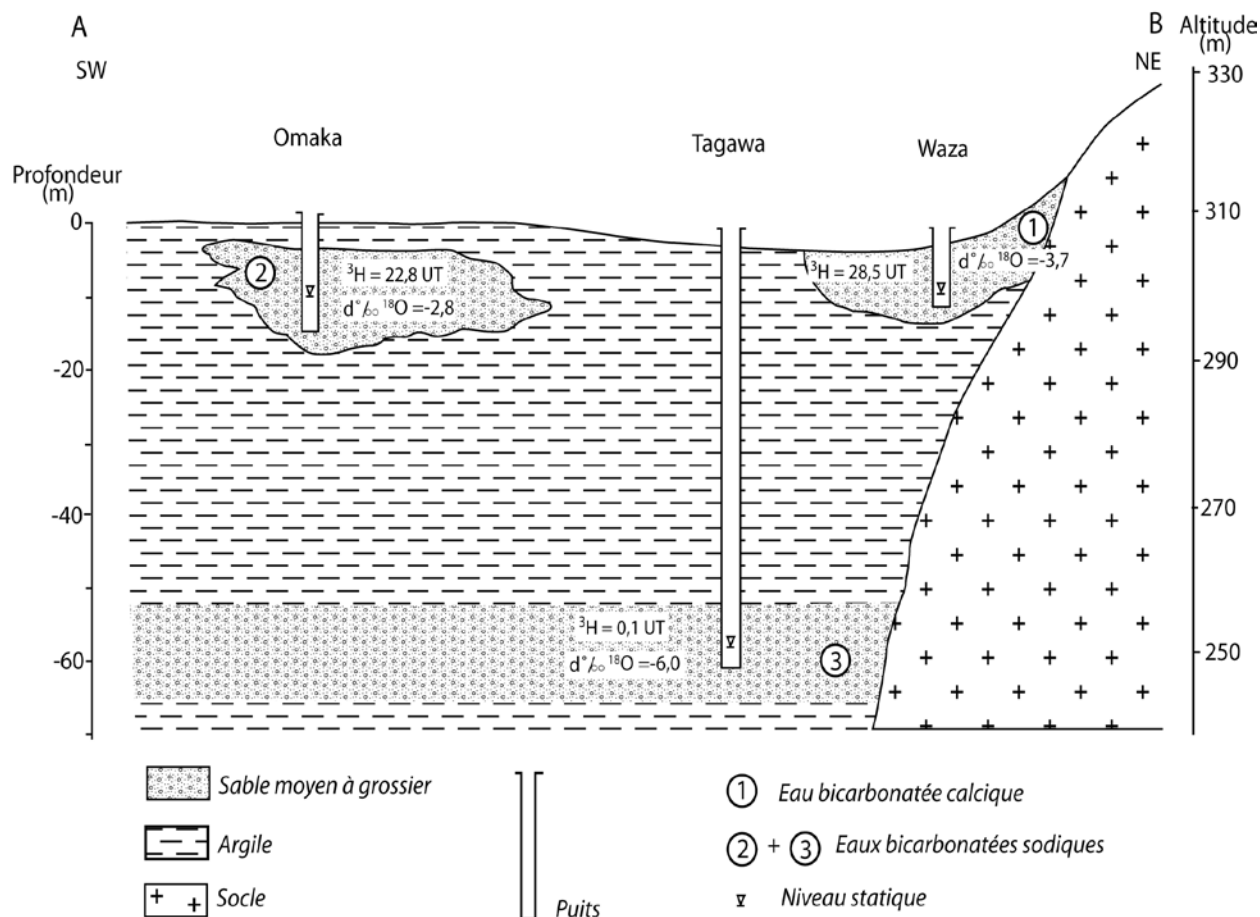 A
B
Altitude
(m)
SW
NE
330
Omaka
Tagawa
Waza
Profondeur
(m)
0
310
1
2
³H = 22,8 UT
d°/₀₀ ¹⁸O =-2,8
³H = 28,5 UT
d°/₀₀ ¹⁸O =-3,7
-20
290
-40
270
³H = 0,1 UT
d°/₀₀ ¹⁸O =-6,0
3
-60
250
Sable moyen à grossier
1 Eau bicarbonatée calcique
Argile
2 + 3 Eaux bicarbonatées sodiques
Socle
Puits
Niveau statique